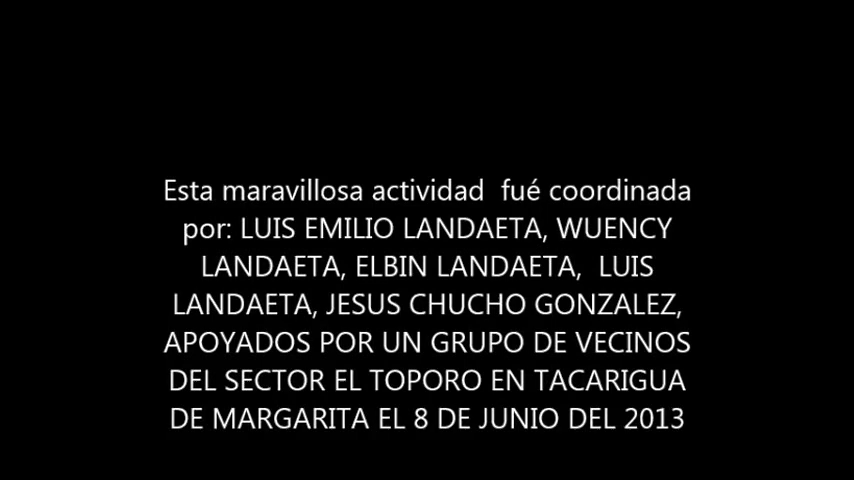 Esta maravillosa actividad  fué coordinada
por: LUIS EMILIO LANDAETA, WUENCY
LANDAETA, ELBIN LANDAETA,  LUIS
LANDAETA, JESUS CHUCHO GONZALEZ,
APOYADOS POR UN GRUPO DE VECINOS
DEL SECTOR EL TOPORO EN TACARIGUA
DE MARGARITA EL 8 DE JUNIO DEL 2013